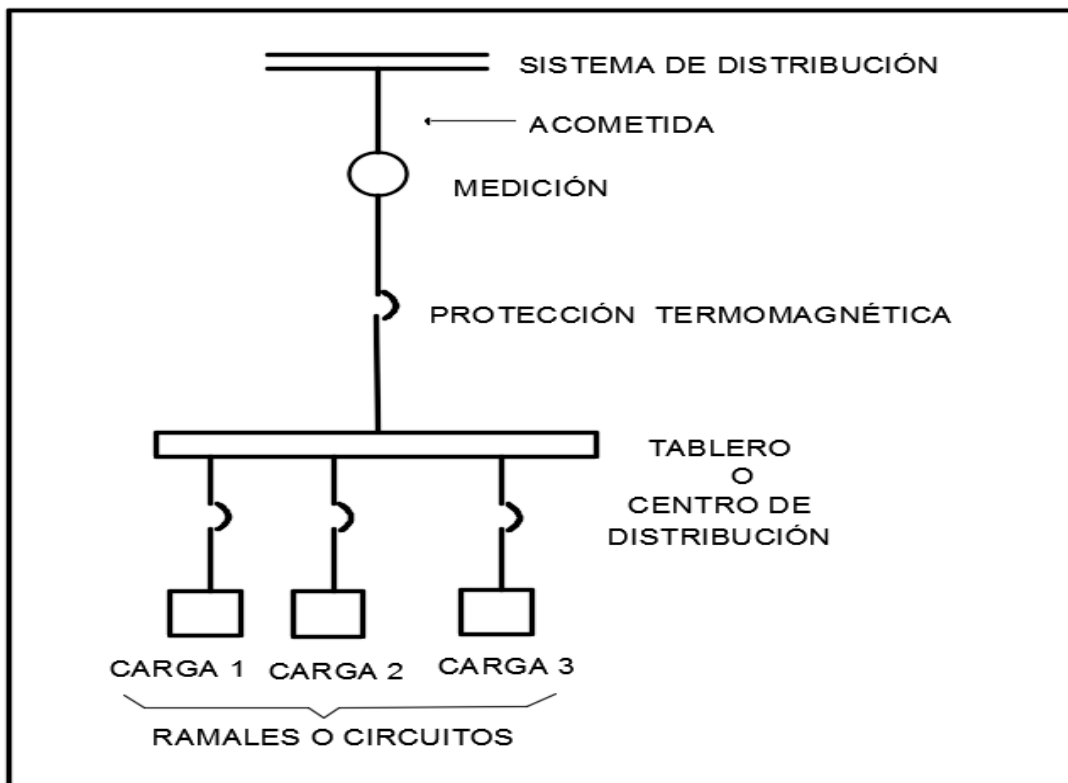 SISTEMA DE DISTRIBUCIÓN
ACOMETIDA
MEDICIÓN
PROTECCIÓN TERMOMAGNÉTICA
TABLERO
O
CENTRO DE
DISTRIBUCIÓN
CARGA 1
CARGA 2
CARGA 3
RAMALES O CIRCUITOS